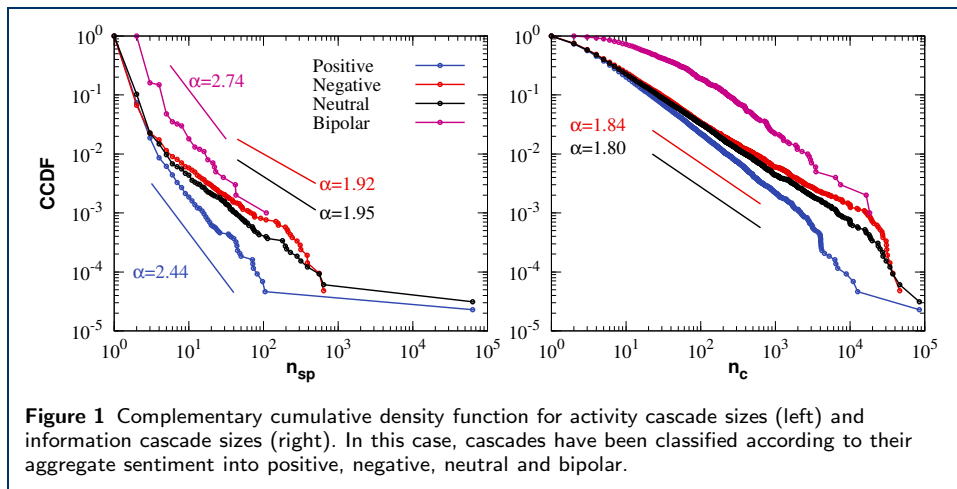 10^0
10^-1
10^-2
10^-3
10^-4
10^-5
CCDF
α=2.74
α=1.92
α=1.95
α=2.44
Positive
Negative
Neutral
Bipolar
10^0 10^1 10^2 10^3 10^4 10^5
n_sp
10^0
10^-1
10^-2
10^-3
10^-4
10^-5
α=1.84
α=1.80
10^0 10^1 10^2 10^3 10^4 10^5
n_c
Figure 1 Complementary cumulative density function for activity cascade sizes (left) and
information cascade sizes (right). In this case, cascades have been classified according to their
aggregate sentiment into positive, negative, neutral and bipolar.